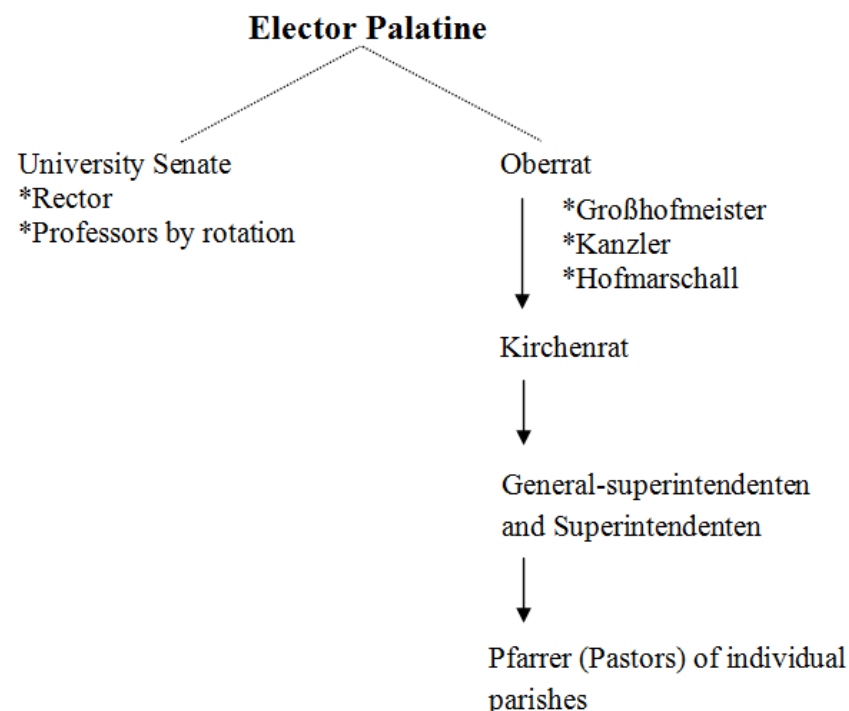 Elector Palatine
University Senate
*Rector
*Professors by rotation
Oberrat
*Großhofmeister
*Kanzler
*Hofmarschall
Kirchenrat
General-superintendenten
and Superintendenten
Pfarrer (Pastors) of individual
parishes